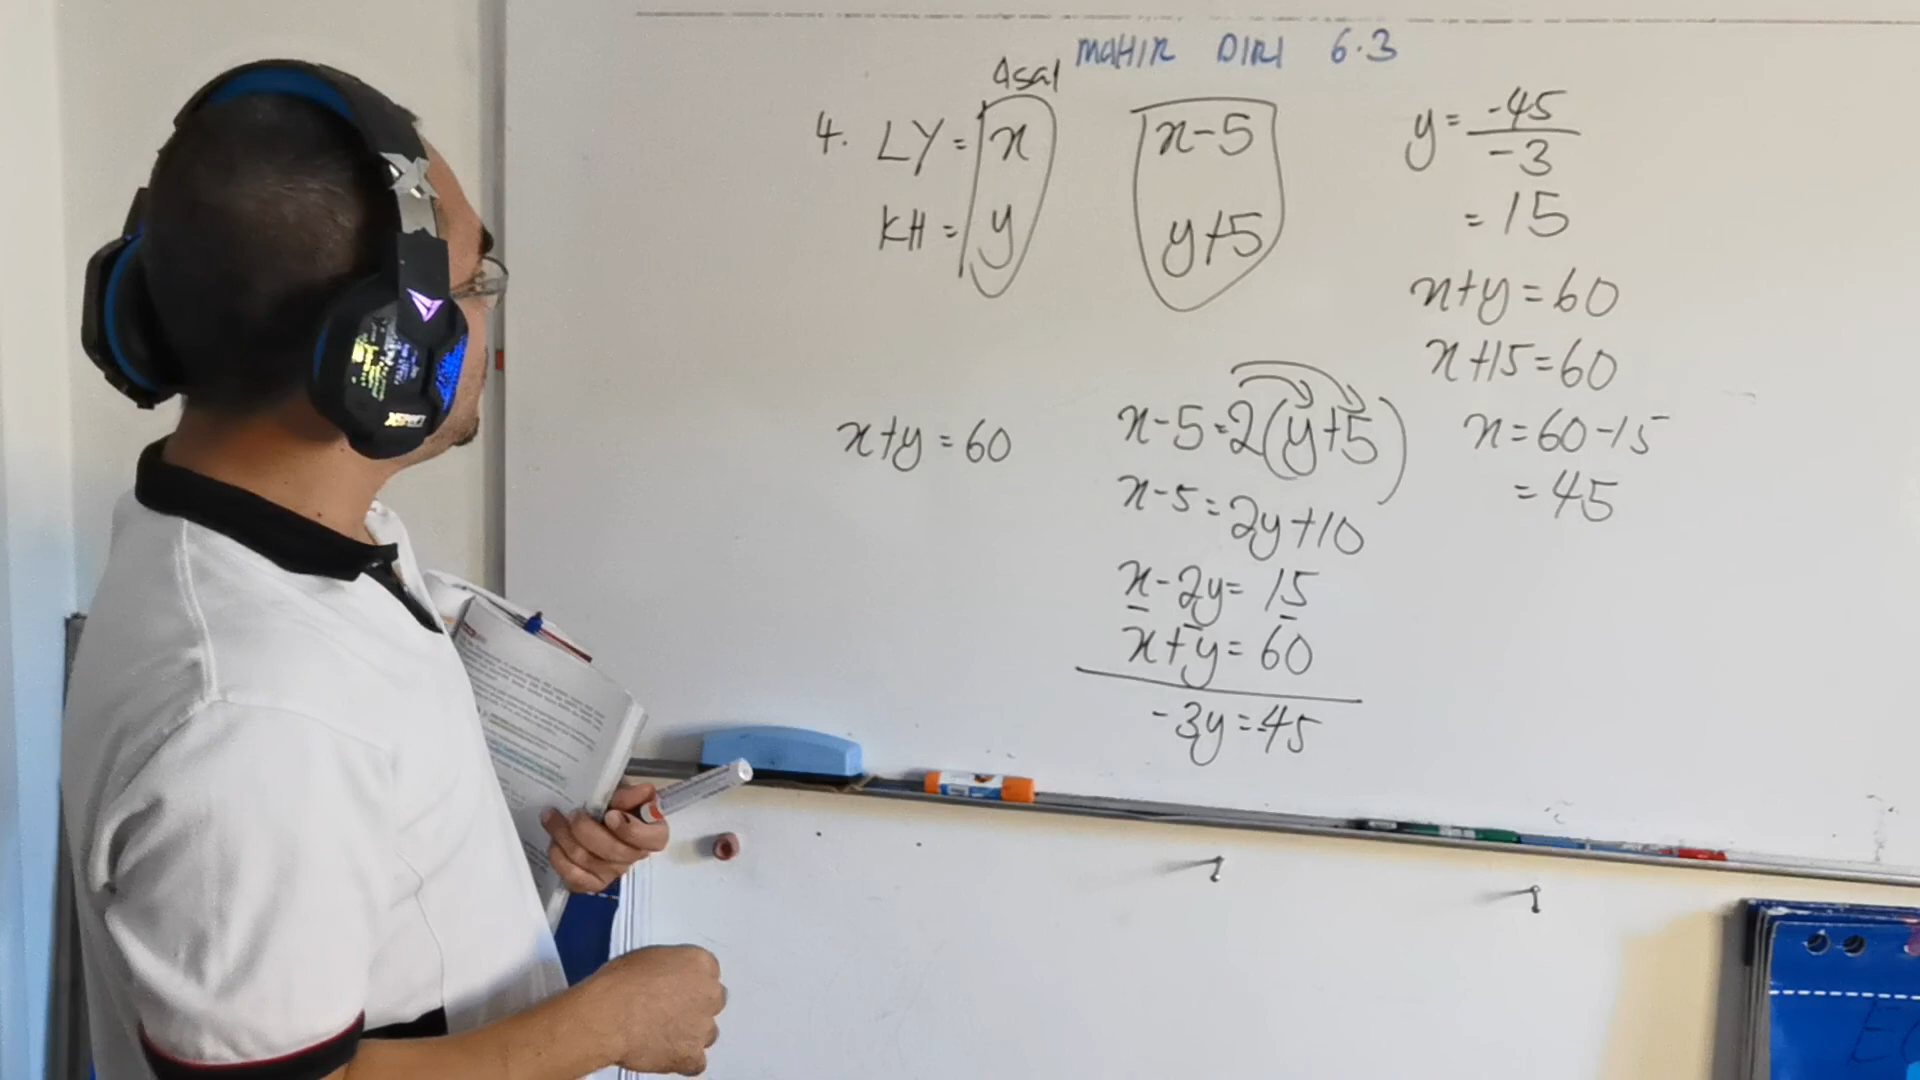 MAHIR DIRI 6.3
Asal
4. LY = x
x-5
KH = y
y+5
x+y = 60
x-5=2(y+5)
x-5=2y+10
x-2y= 15
x+y= 60
-3y=-45
y= -45
-3
= 15
x+y=60
x+15=60
x=60-15
= 45